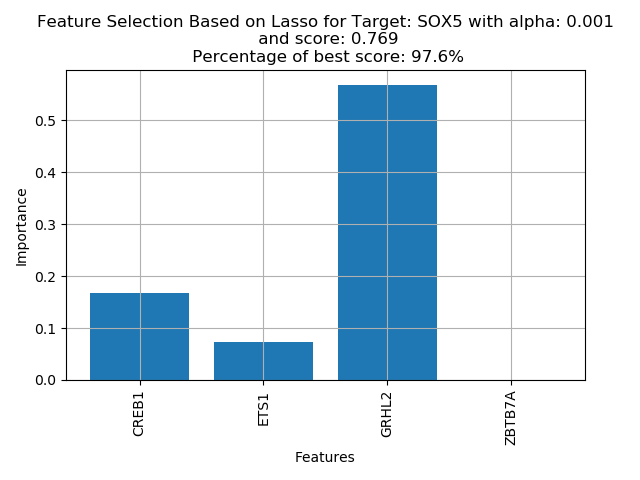 Feature Selection Based on Lasso for Target: SOX5 with alpha: 0.001
and score: 0.769
Percentage of best score: 97.6%
Importance
0.5
0.4
0.3
0.2
0.1
0.0
CREB1
ETS1
GRHL2
ZBTB7A
Features